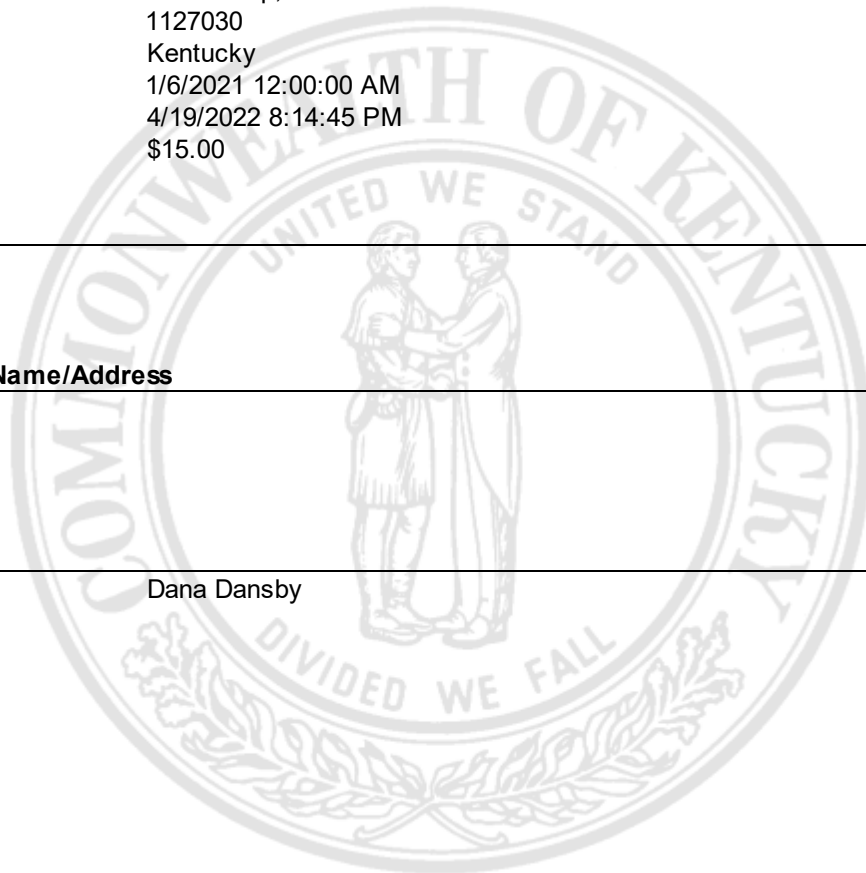 1127030
Kentucky
1/6/2021 12:00:00 AM
4/19/2022 8:14:45 PM
$15.00
COMMONWEALTH OF KENTUCKY
UNITED WE STAND
Name/Address
Dana Dansby
DIVIDED WE FALL